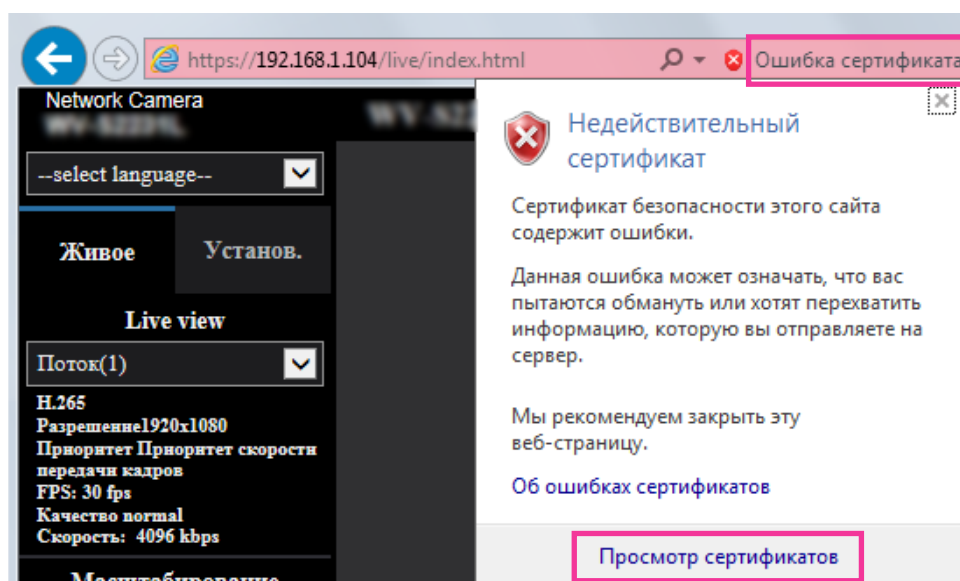 https://192.168.1.104/live/index.html
Ошибка сертификата
Network Camera
--select language--
Живое
Установ.
Live view
Поток(1)
H.265
Разрешение1920x1080
Приоритет Приоритет скорости
передачи кадров
FPS: 30 fps
Качество normal
Скорость: 4096 kbps
Масштабирование
Недействительный
сертификат
Сертификат безопасности этого сайта
содержит ошибки.
Данная ошибка может означать, что вас
пытаются обмануть или хотят перехватить
информацию, которую вы отправляете на
сервер.
Мы рекомендуем закрыть эту
веб-страницу.
Об ошибках сертификатов
Просмотр сертификатов